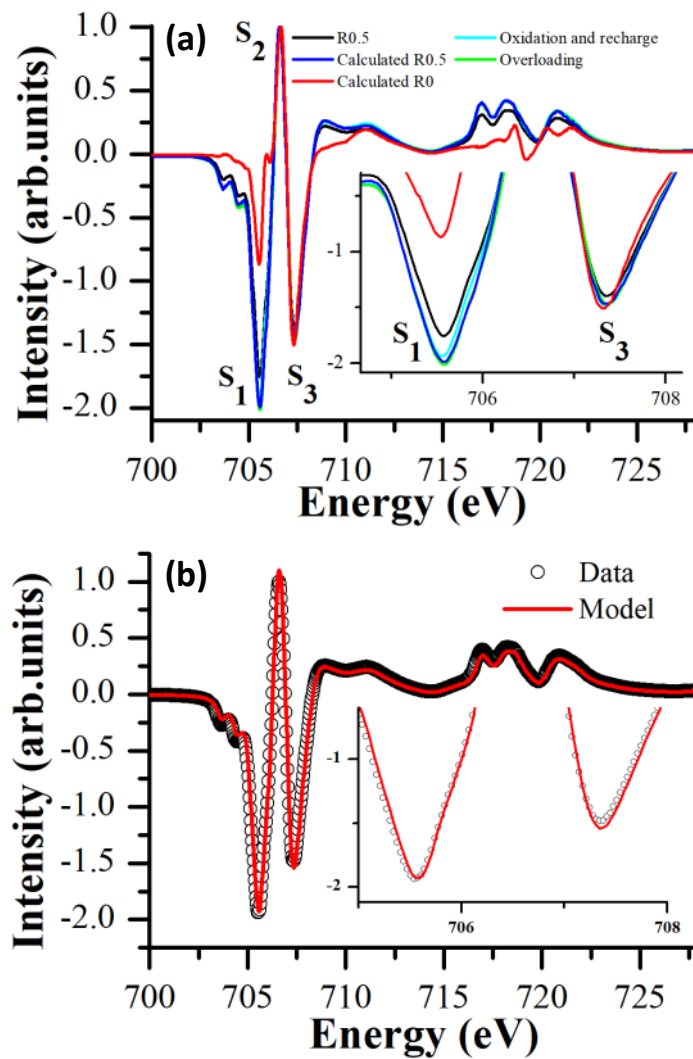 (a)
S2
R0.5
Calculated R0.5
Calculated R0
Oxidation and recharge
Overloading
1.0
0.5
0.0
-0.5
-1.0
-1.5
-2.0
Intensity (arb.units)
S1
S3
-1
-2
S1
S3
706
708
700 705 710 715 720 725
Energy (eV)
(b)
Data
Model
1.0
0.5
0.0
-0.5
-1.0
-1.5
-2.0
Intensity (arb.units)
-1
-2
706
708
700 705 710 715 720 725
Energy (eV)